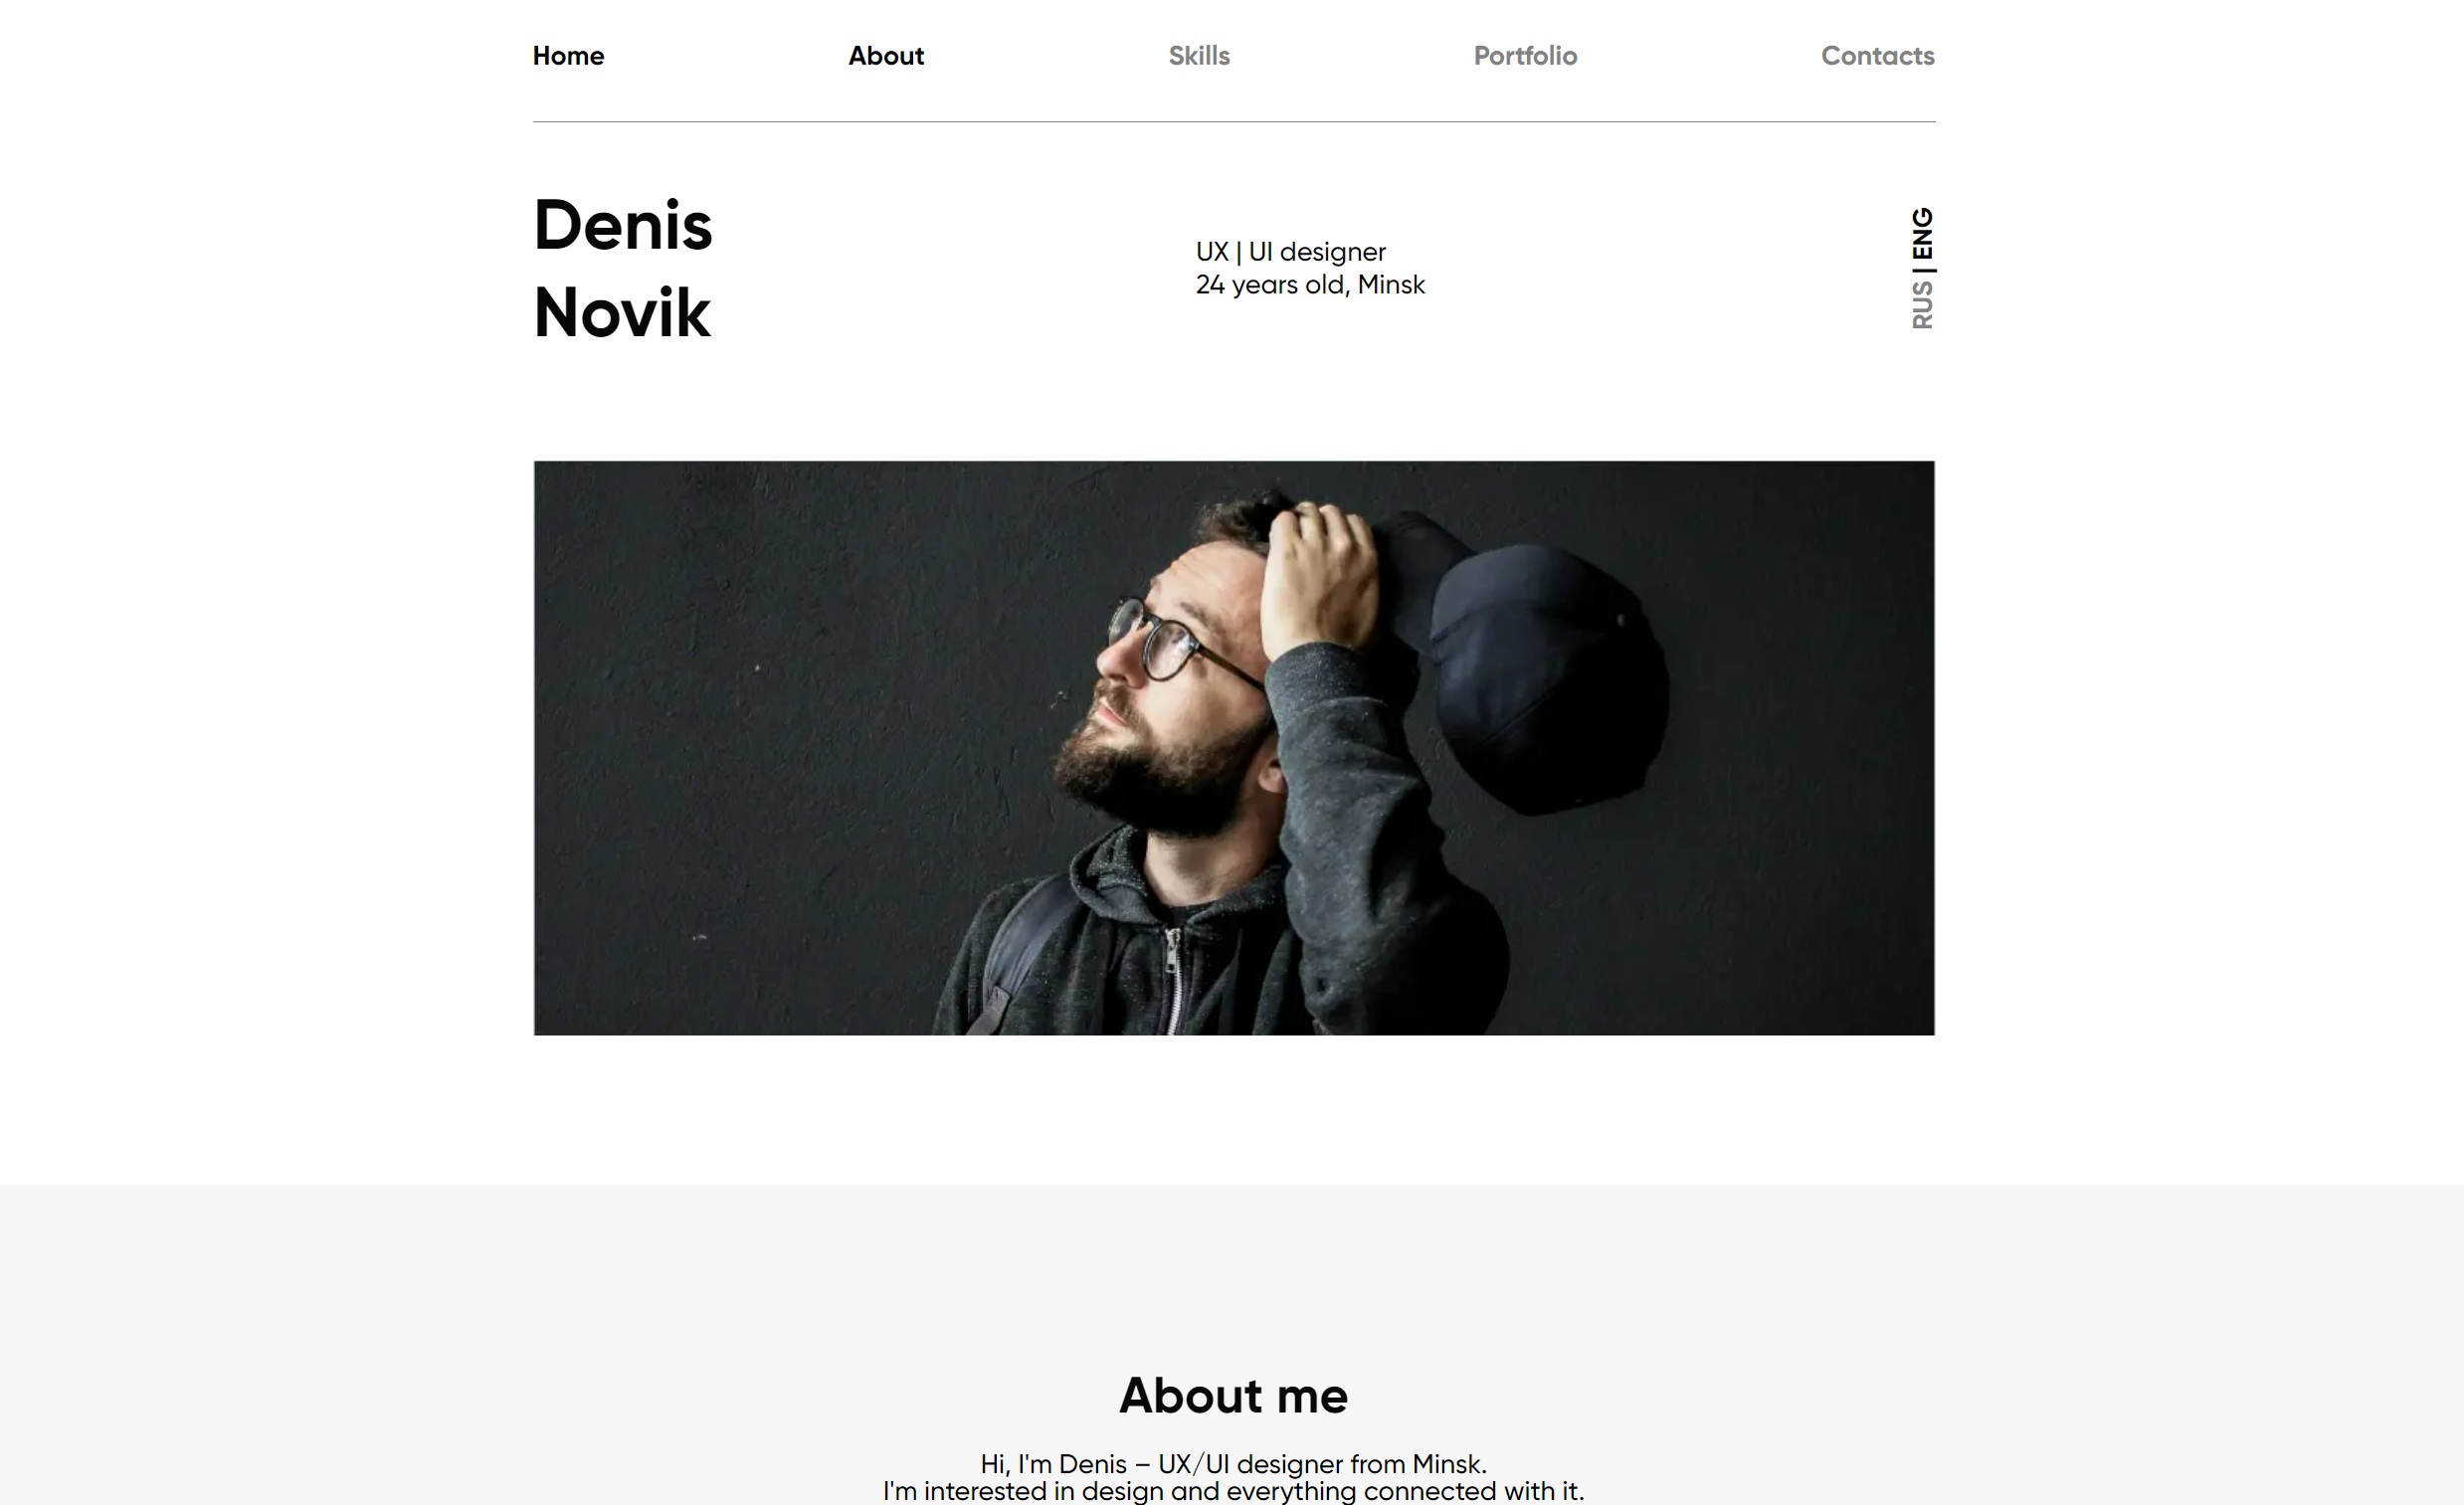 Home About Skills Portfolio Contacts
Denis
Novik
UX | UI designer
24 years old, Minsk
RUS | ENG
About me
Hi, I'm Denis – UX/UI designer from Minsk.
I'm interested in design and everything connected with it.